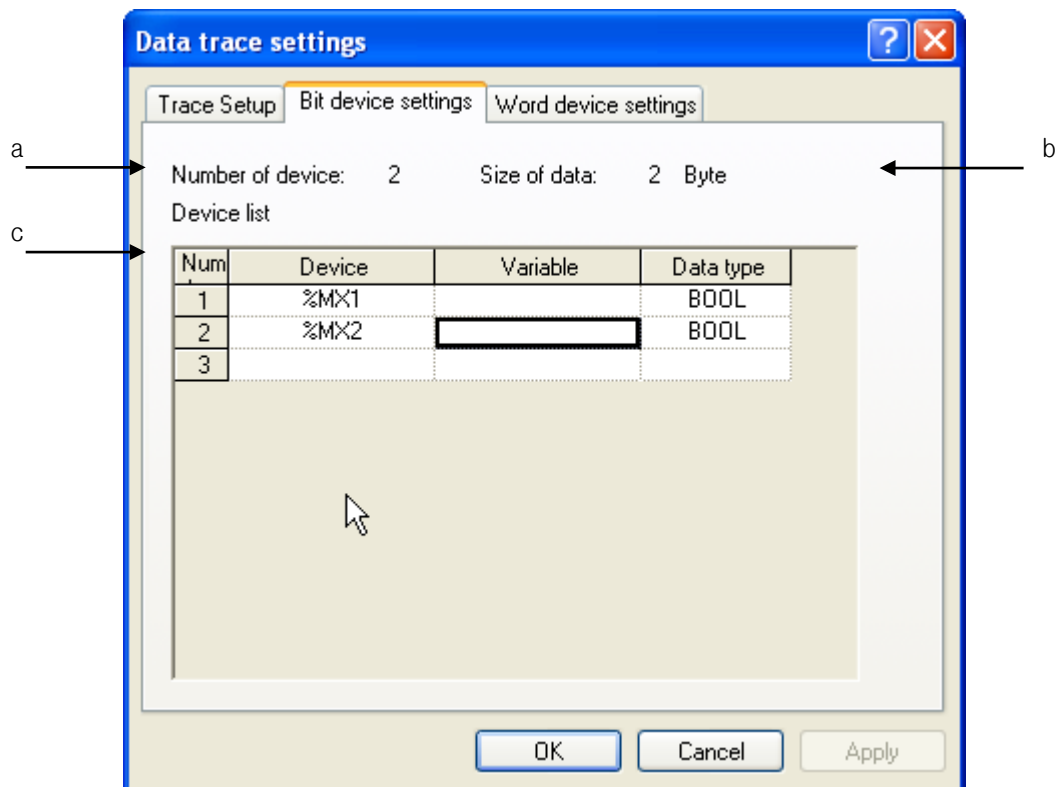 Data trace settings
Trace Setup Bit device settings Word device settings
a
b
Number of device: 2 Size of data: 2 Byte
Device list
c
Num Device Variable Data type
1 %MX1 BOOL
2 %MX2 BOOL
3
OK Cancel Apply